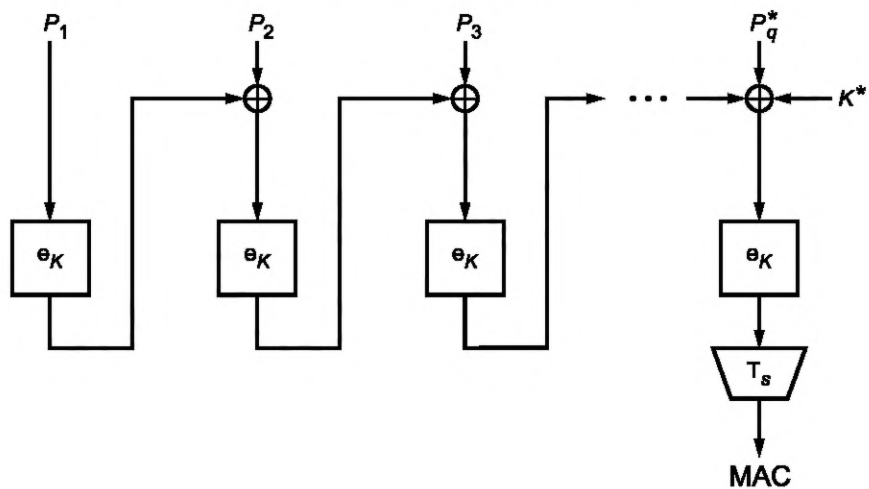 P₁ P₂ P₃ P*q
··· K*
eK eK eK eK
Ts
MAC